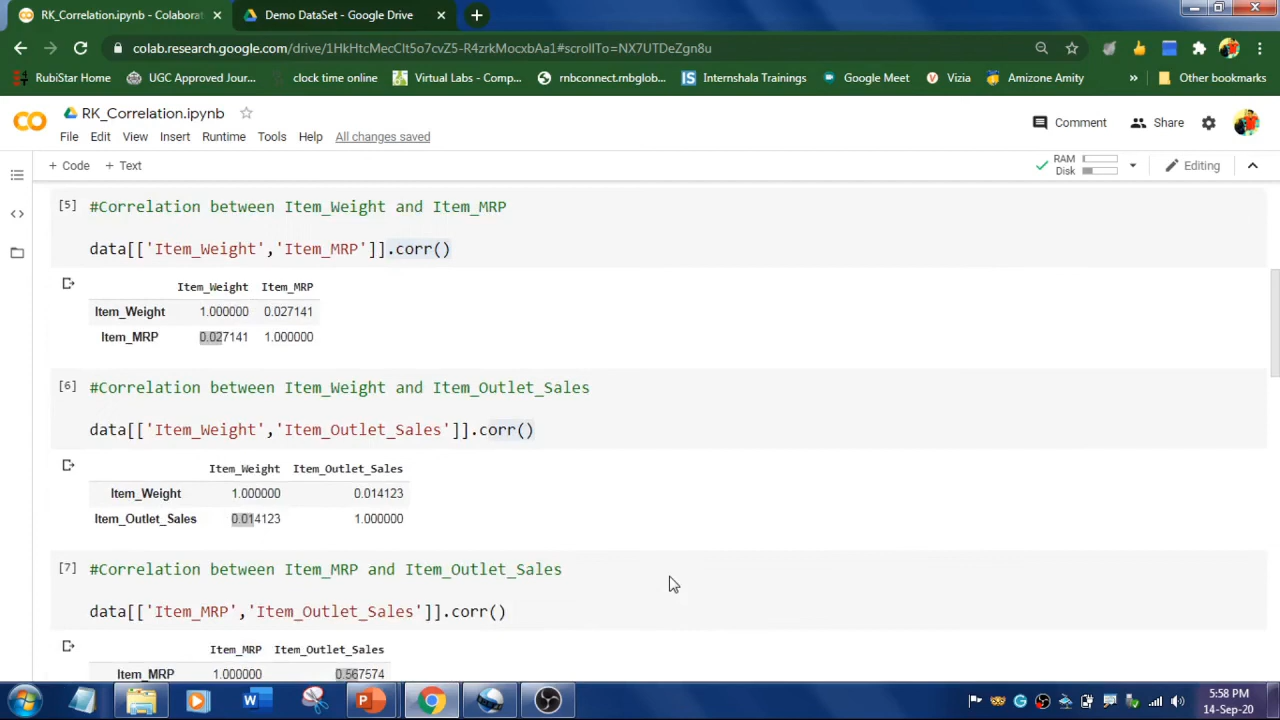 RK_Correlation.ipynb - Colaborat
Demo DataSet - Google Drive
colab.research.google.com/drive/1HkHtcMecClt5o7cvZ5-R4zrkMocxbAa1#scrollTo=NX7UTDeZgn8u
RubiStar Home
UGC Approved Jour...
clock time online
Virtual Labs - Comp...
rnbconnect.rnbglob...
Internshala Trainings
Google Meet
Vizia
Amizone Amity
»
Other bookmarks
RK_Correlation.ipynb
File Edit View Insert Runtime Tools Help All changes saved
Comment
Share
+ Code + Text
RAM
Disk
Editing
[5] #Correlation between Item_Weight and Item_MRP
data[['Item_Weight','Item_MRP']].corr()
Item_Weight Item_MRP
Item_Weight 1.000000 0.027141
Item_MRP 0.027141 1.000000
[6] #Correlation between Item_Weight and Item_Outlet_Sales
data[['Item_Weight','Item_Outlet_Sales']].corr()
Item_Weight Item_Outlet_Sales
Item_Weight 1.000000 0.014123
Item_Outlet_Sales 0.014123 1.000000
[7] #Correlation between Item_MRP and Item_Outlet_Sales
data[['Item_MRP','Item_Outlet_Sales']].corr()
Item_MRP Item_Outlet_Sales
Item_MRP 1.000000 0.567574
5:58 PM
14-Sep-20